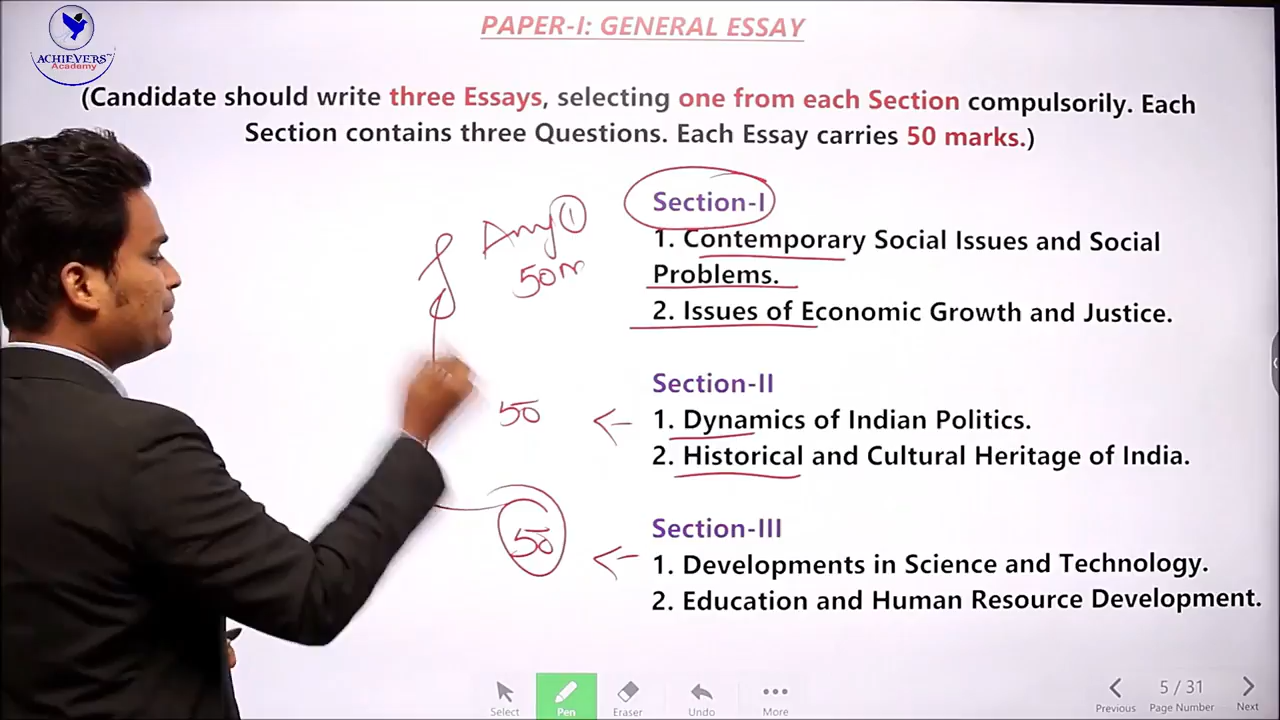 ACHIEVERS
Academy
PAPER-I: GENERAL ESSAY
(Candidate should write three Essays, selecting one from each Section compulsorily. Each
Section contains three Questions. Each Essay carries 50 marks.)
Any 1
50m
Section-I
1. Contemporary Social Issues and Social
Problems.
2. Issues of Economic Growth and Justice.
50
Section-II
1. Dynamics of Indian Politics.
2. Historical and Cultural Heritage of India.
50
Section-III
1. Developments in Science and Technology.
2. Education and Human Resource Development.
Select
Pen
Eraser
Undo
More
Previous
5 / 31
Page Number
Next